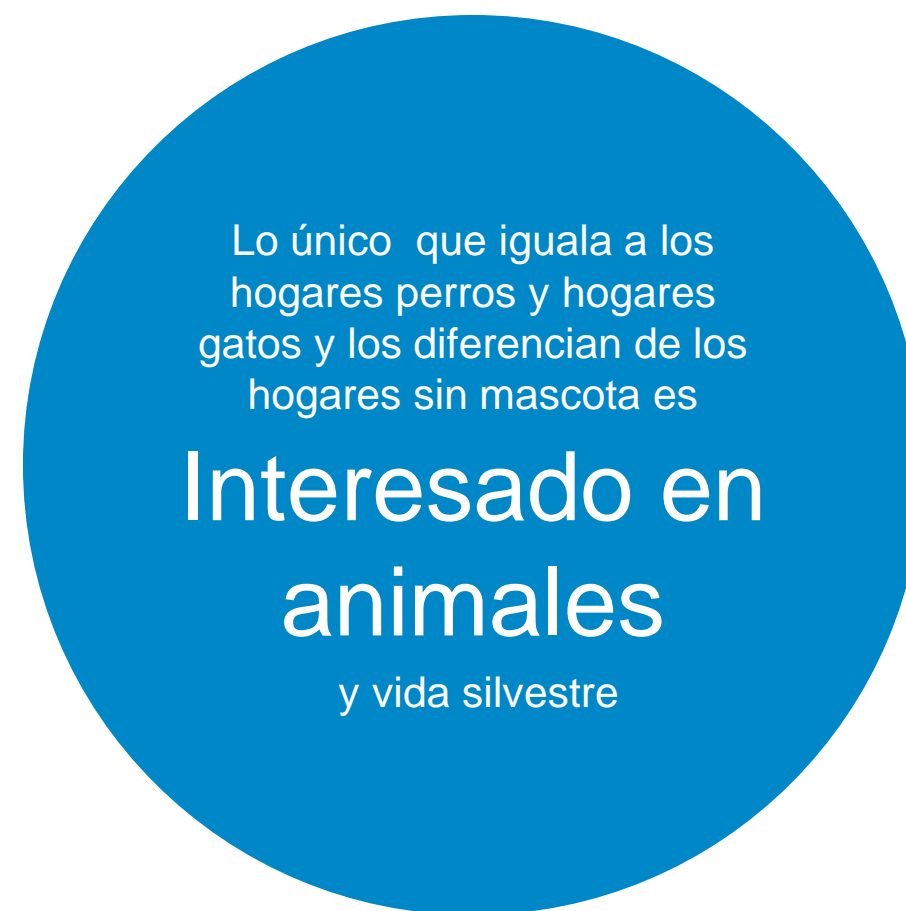 Lo único que iguala a los
hogares perros y hogares
gatos y los diferencian de los
hogares sin mascota es
Interesado en
animales
y vida silvestre